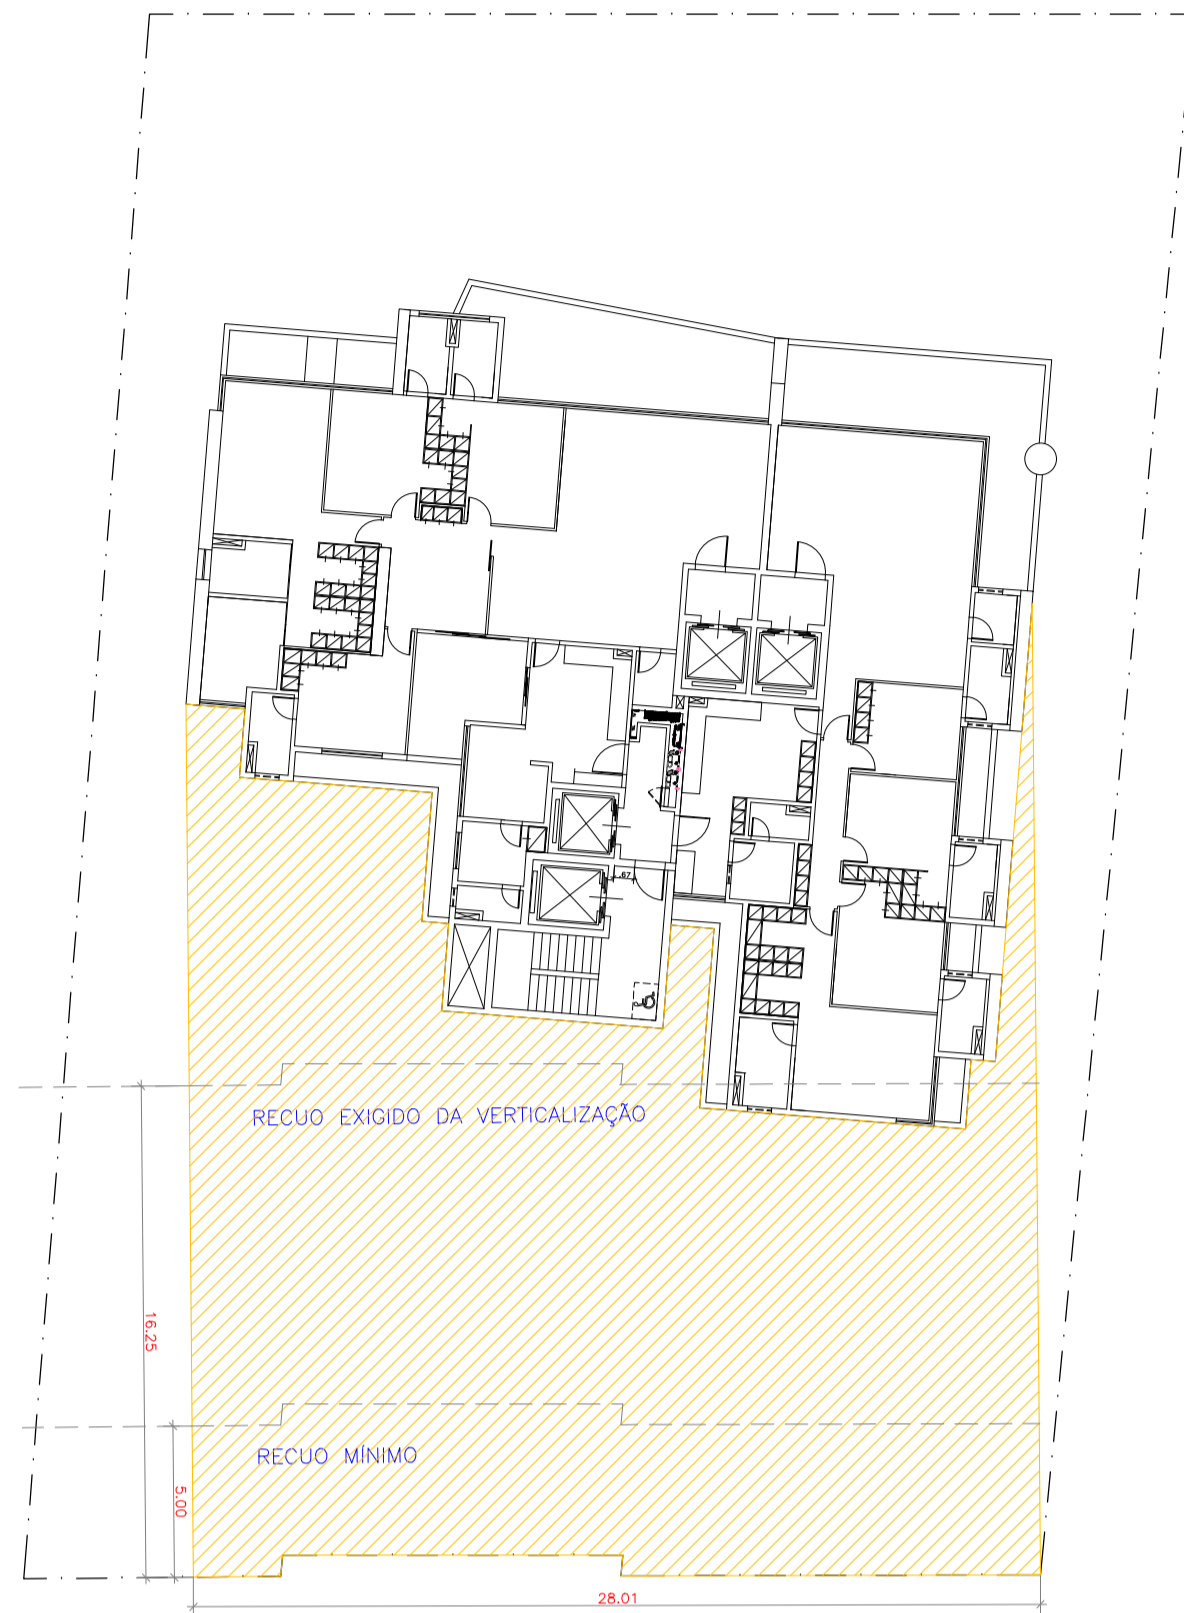 .67
RECUO EXIGIDO DA VERTICALIZAÇÃO
16.25
RECUO MÍNIMO
5.00
28.01